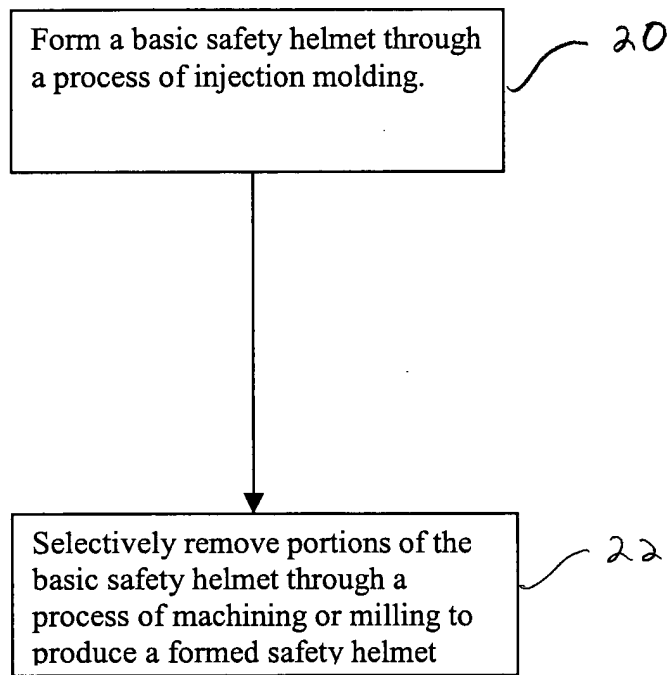 Form a basic safety helmet through
a process of injection molding.
20
Selectively remove portions of the
basic safety helmet through a
process of machining or milling to
produce a formed safety helmet
22